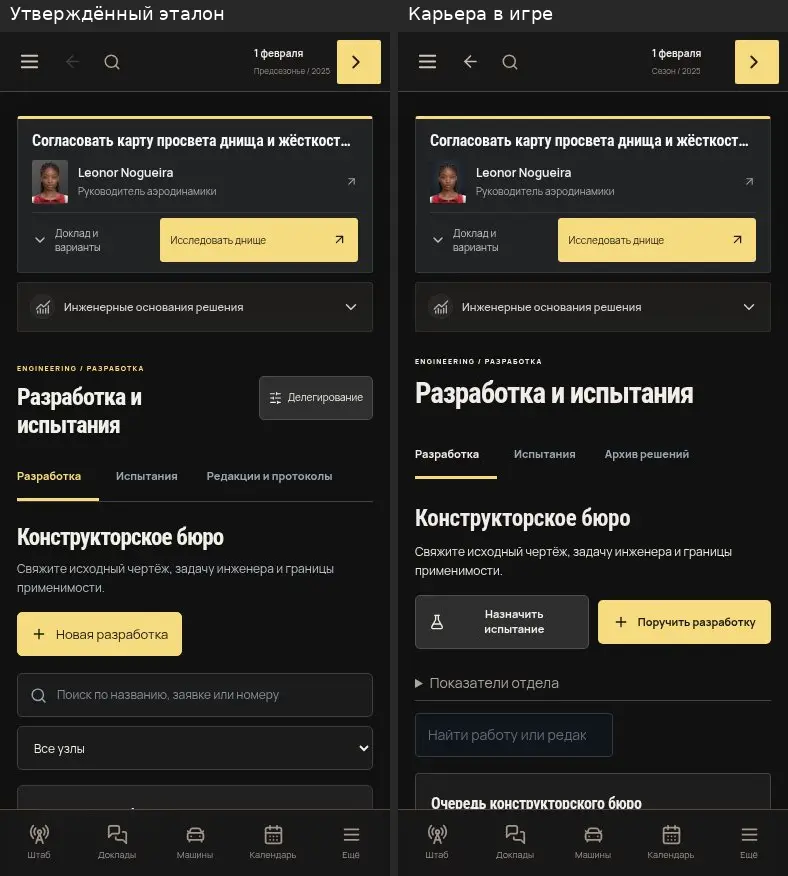 Утверждённый эталон
1 февраля
Предсезонье / 2025
Согласовать карту просвета днища и жёсткост...
Leonor Nogueira
Руководитель аэродинамики
Доклад и
варианты
Исследовать днище
Инженерные основания решения
ENGINEERING / РАЗРАБОТКА
Разработка и
испытания
Делегирование
Разработка
Испытания
Редакции и протоколы
Конструкторское бюро
Свяжите исходный чертёж, задачу инженера и границы
применимости.
Новая разработка
Поиск по названию, заявке или номеру
Все узлы
Штаб
Доклады
Машины
Календарь
Ещё
Карьера в игре
1 февраля
Сезон / 2025
Согласовать карту просвета днища и жёсткост...
Leonor Nogueira
Руководитель аэродинамики
Доклад и
варианты
Исследовать днище
Инженерные основания решения
ENGINEERING / РАЗРАБОТКА
Разработка и испытания
Разработка
Испытания
Архив решений
Конструкторское бюро
Свяжите исходный чертёж, задачу инженера и границы
применимости.
Назначить
испытание
Поручить разработку
Показатели отдела
Найти работу или редак
Очередь конструкторского бюро
Штаб
Доклады
Машины
Календарь
Ещё